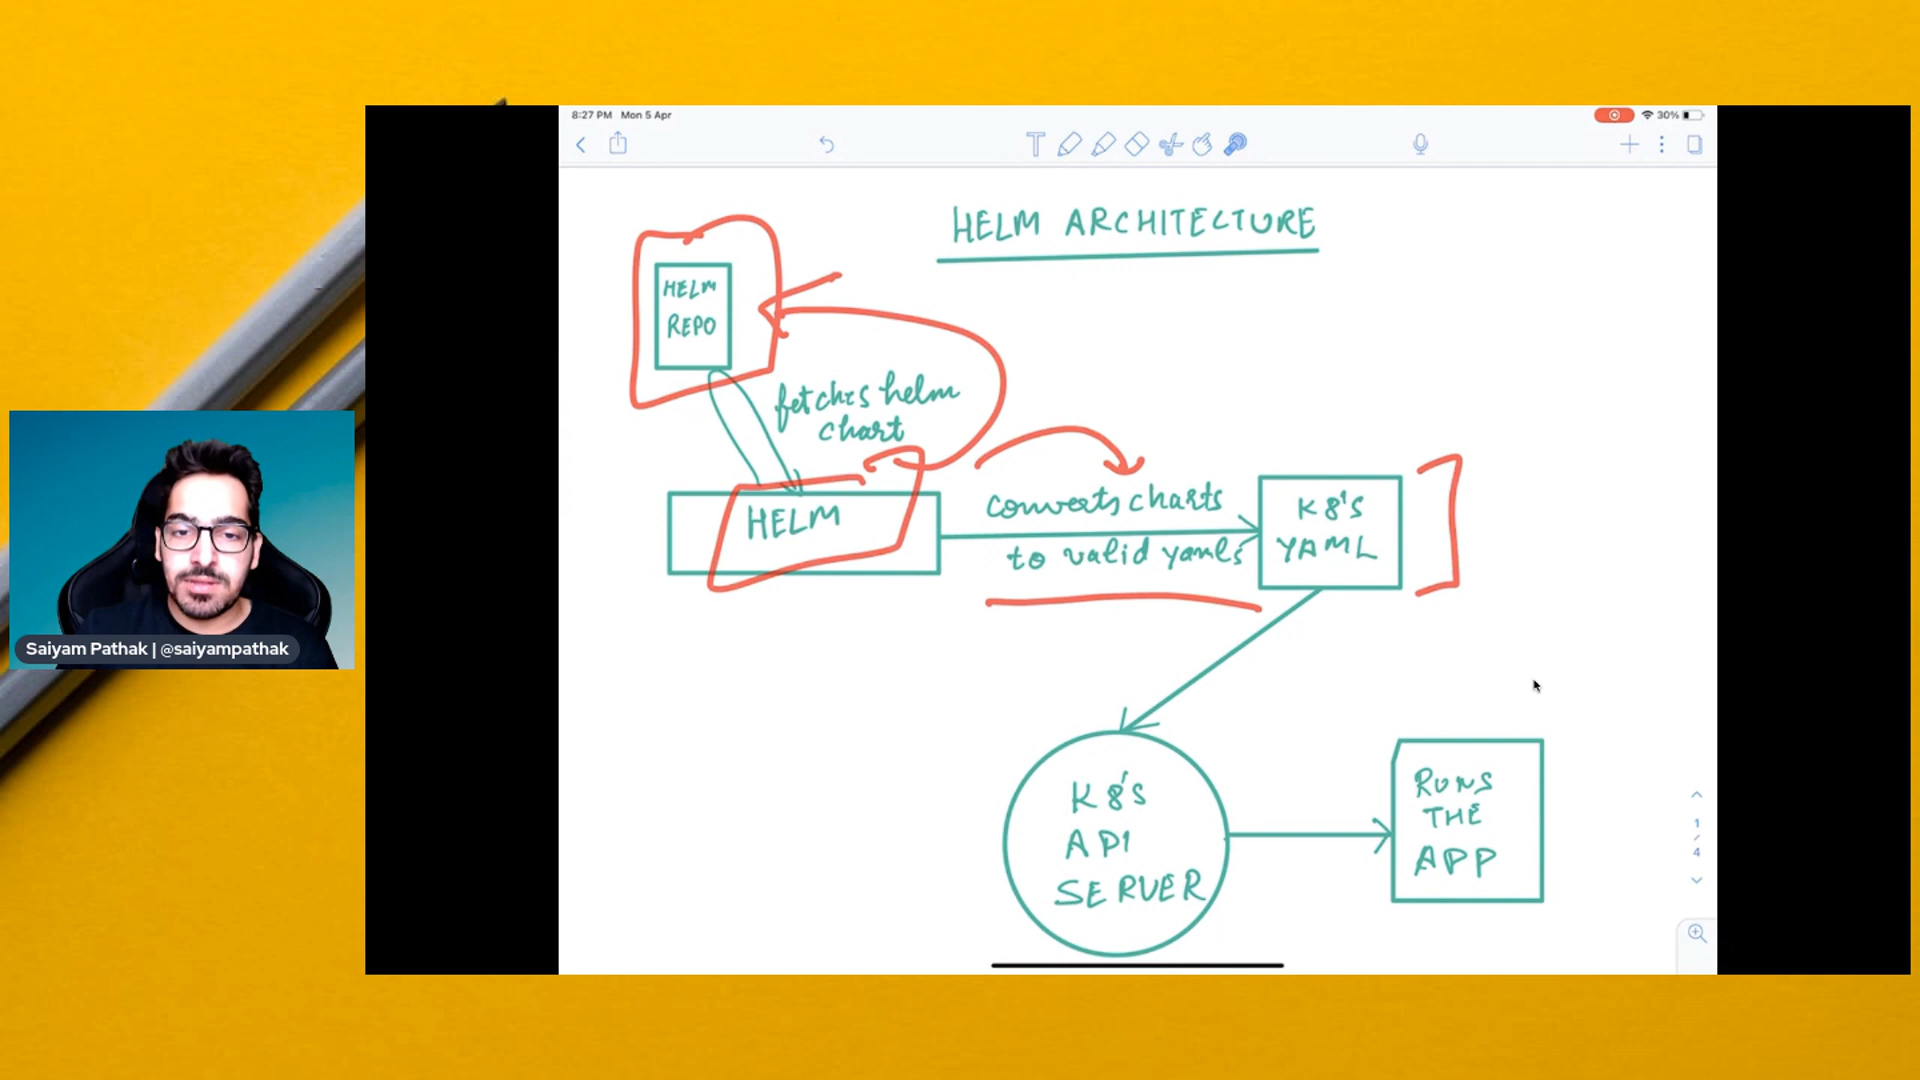 8:27 PM Mon 5 Apr
30%
HELM ARCHITECTURE
HELM
REPO
fetches helm
chart
HELM
converts charts
to valid yamls
K8's
YAML
Saiyam Pathak | @saiyampathak
K8's
API
SERVER
RUNS
THE
APP
1
/
4